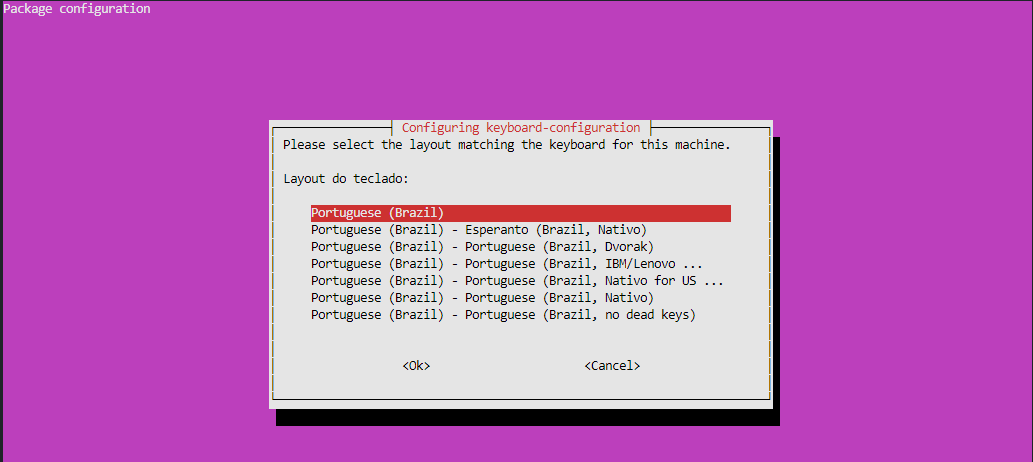 Package configuration
Configuring keyboard-configuration
Please select the layout matching the keyboard for this machine.
Layout do teclado:
Portuguese (Brazil)
Portuguese (Brazil) - Esperanto (Brazil, Nativo)
Portuguese (Brazil) - Portuguese (Brazil, Dvorak)
Portuguese (Brazil) - Portuguese (Brazil, IBM/Lenovo ...
Portuguese (Brazil) - Portuguese (Brazil, Nativo for US ...
Portuguese (Brazil) - Portuguese (Brazil, Nativo)
Portuguese (Brazil) - Portuguese (Brazil, no dead keys)
<Ok> <Cancel>